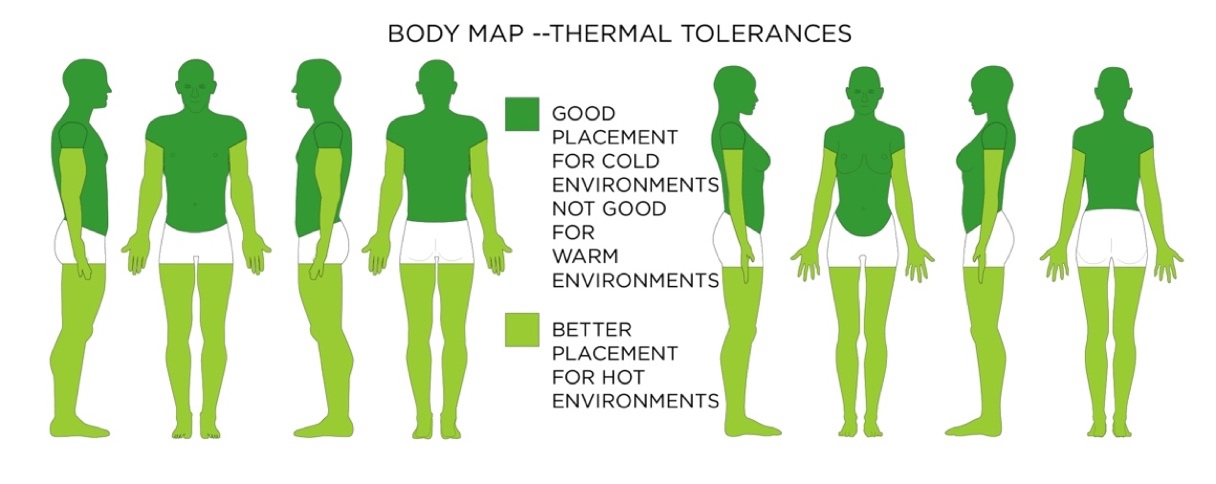 BODY MAP --THERMAL TOLERANCES
GOOD
PLACEMENT
FOR COLD
ENVIRONMENTS
NOT GOOD
FOR
WARM
ENVIRONMENTS
BETTER
PLACEMENT
FOR HOT
ENVIRONMENTS